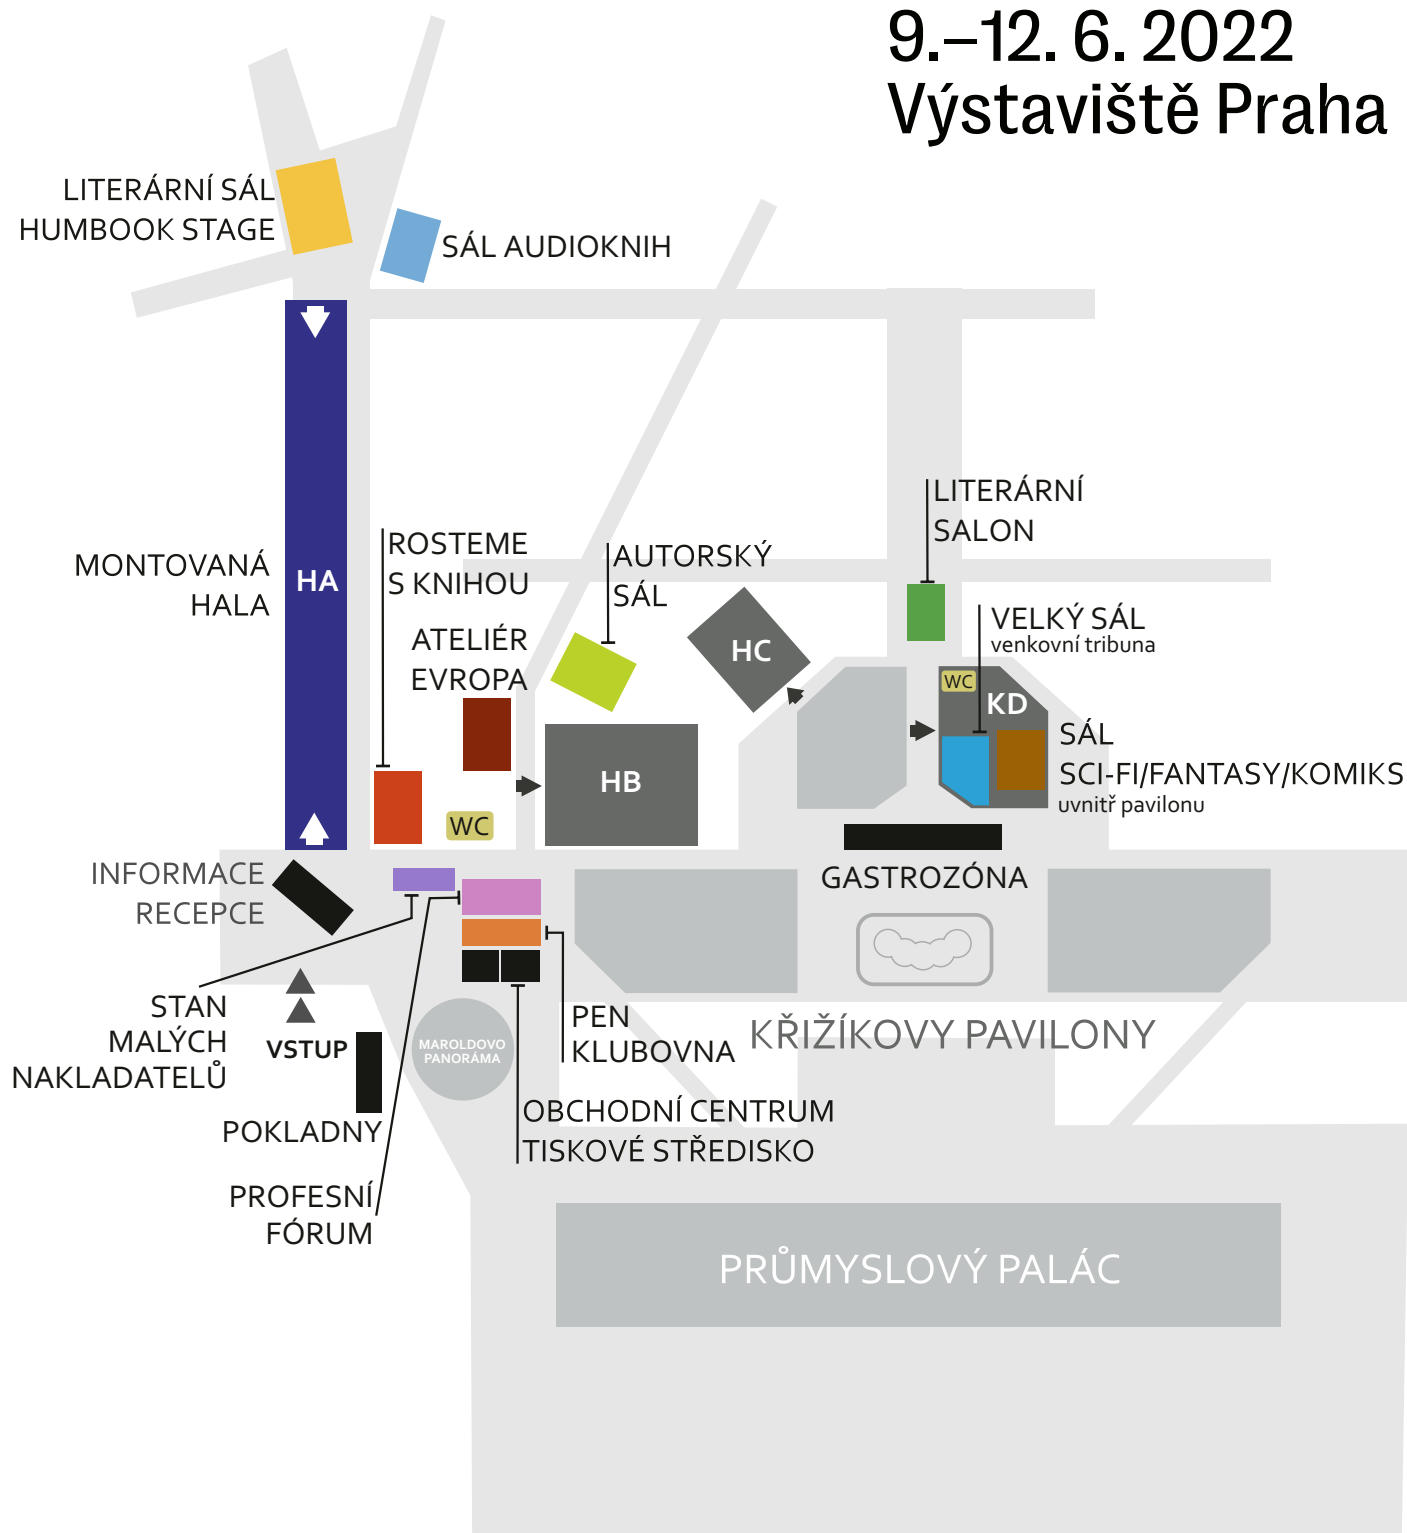 9.–12. 6. 2022
Výstaviště Praha
LITERÁRNÍ SÁL
HUMBOOK STAGE
SÁL AUDIOKNIH
LITERÁRNÍ
SALON
ROSTEME
S KNIHOU
AUTORSKÝ
SÁL
MONTOVANÁ
HALA
HA
ATELIÉR
EVROPA
HC
VELKÝ SÁL
venkovní tribuna
WC
KD
SÁL
SCI-FI/FANTASY/KOMIKS
uvnitř pavilonu
HB
WC
INFORMACE
RECEPCE
GASTROZÓNA
STAN
MALÝCH
NAKLADATELŮ
VSTUP
MAROLDOVO
PANORÁMA
PEN
KLUBOVNA
KŘIŽÍKOVY PAVILONY
POKLADNY
OBCHODNÍ CENTRUM
TISKOVÉ STŘEDISKO
PROFESNÍ
FÓRUM
PRŮMYSLOVÝ PALÁC